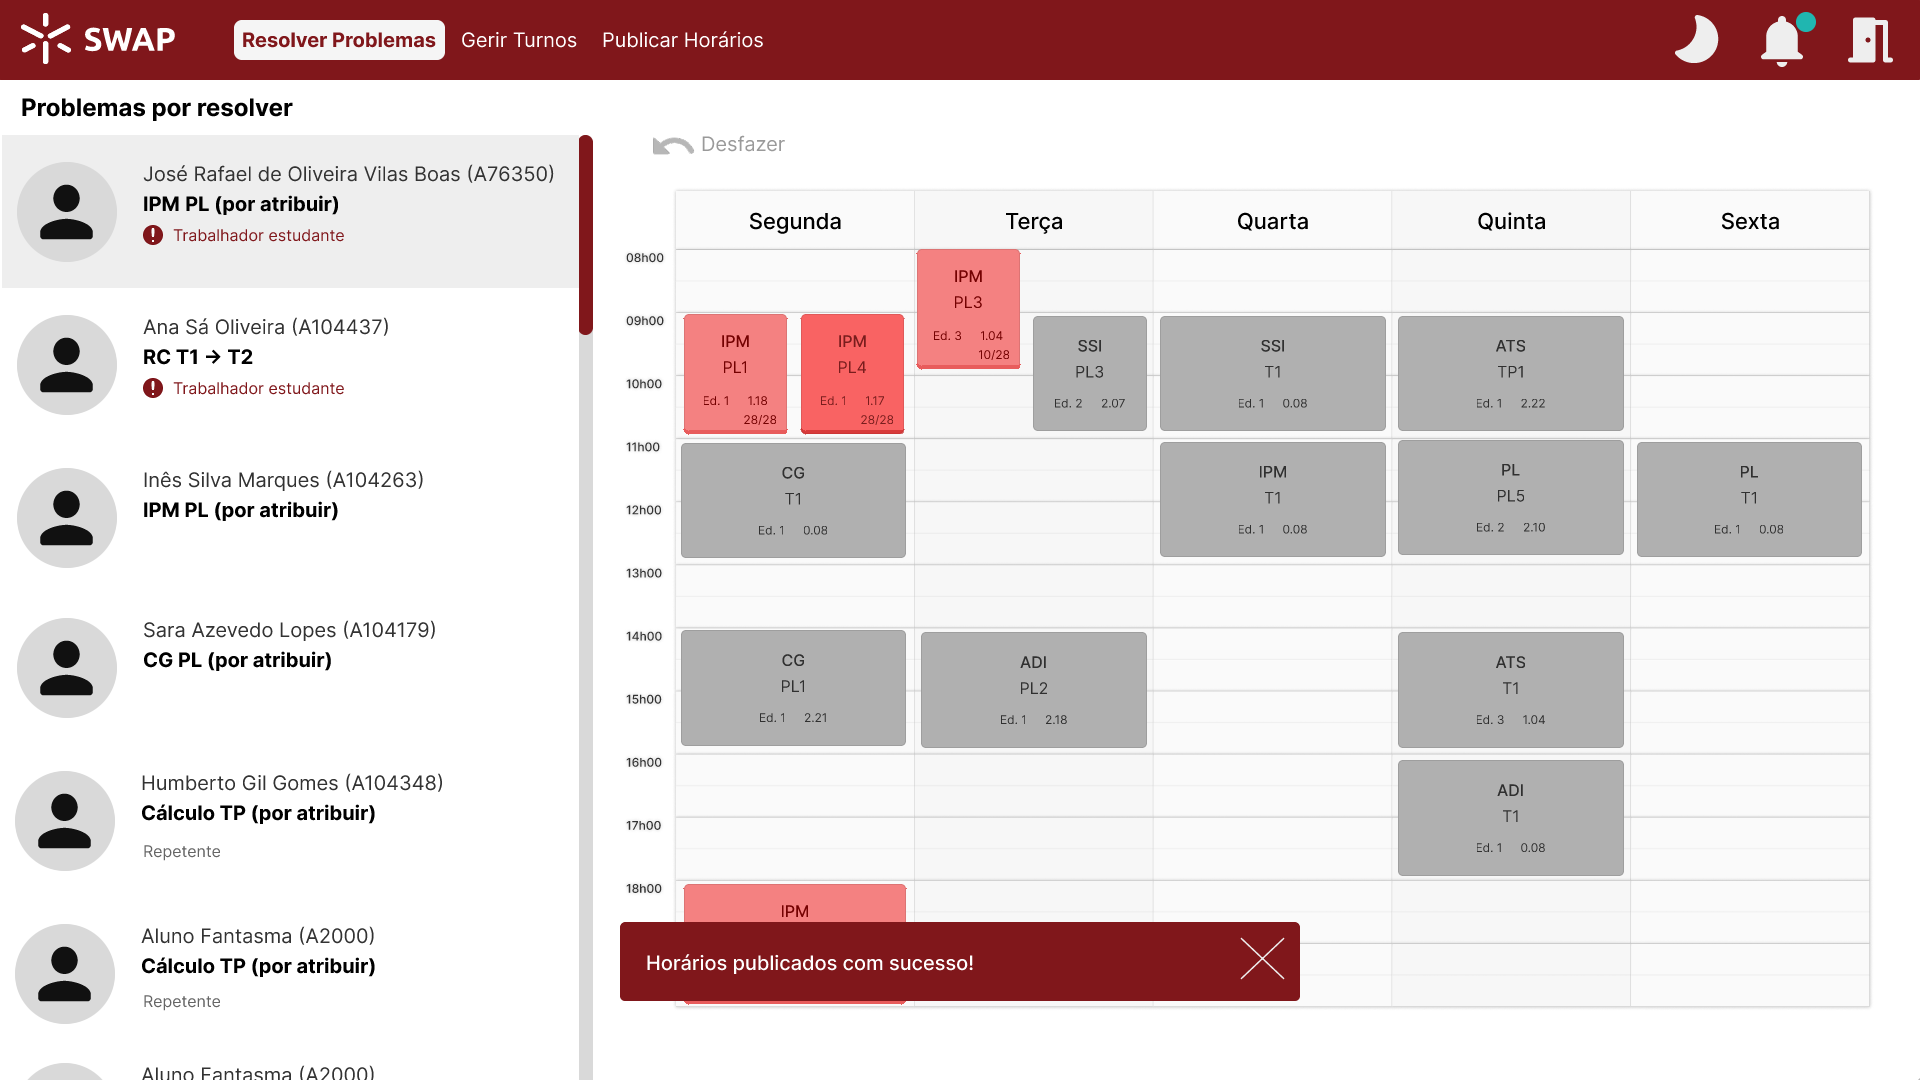 SWAP
Resolver Problemas
Gerir Turnos
Publicar Horários
Problemas por resolver
José Rafael de Oliveira Vilas Boas (A76350)
IPM PL (por atribuir)
Trabalhador estudante
Ana Sá Oliveira (A104437)
RC T1 → T2
Trabalhador estudante
Inês Silva Marques (A104263)
IPM PL (por atribuir)
Sara Azevedo Lopes (A104179)
CG PL (por atribuir)
Humberto Gil Gomes (A104348)
Cálculo TP (por atribuir)
Repetente
Aluno Fantasma (A2000)
Cálculo TP (por atribuir)
Repetente
Aluno Fantasma (A2000)
Desfazer
Segunda
Terça
Quarta
Quinta
Sexta
08h00
09h00
10h00
11h00
12h00
13h00
14h00
15h00
16h00
17h00
18h00
IPM
PL1
Ed. 1 1.18
28/28
IPM
PL4
Ed. 1 1.17
28/28
CG
T1
Ed. 1 0.08
CG
PL1
Ed. 1 2.21
IPM
IPM
PL3
Ed. 3 1.04
10/28
SSI
PL3
Ed. 2 2.07
ADI
PL2
Ed. 1 2.18
SSI
T1
Ed. 1 0.08
IPM
T1
Ed. 1 0.08
ATS
TP1
Ed. 1 2.22
PL
PL5
Ed. 2 2.10
ATS
T1
Ed. 3 1.04
ADI
T1
Ed. 1 0.08
PL
T1
Ed. 1 0.08
Horários publicados com sucesso!